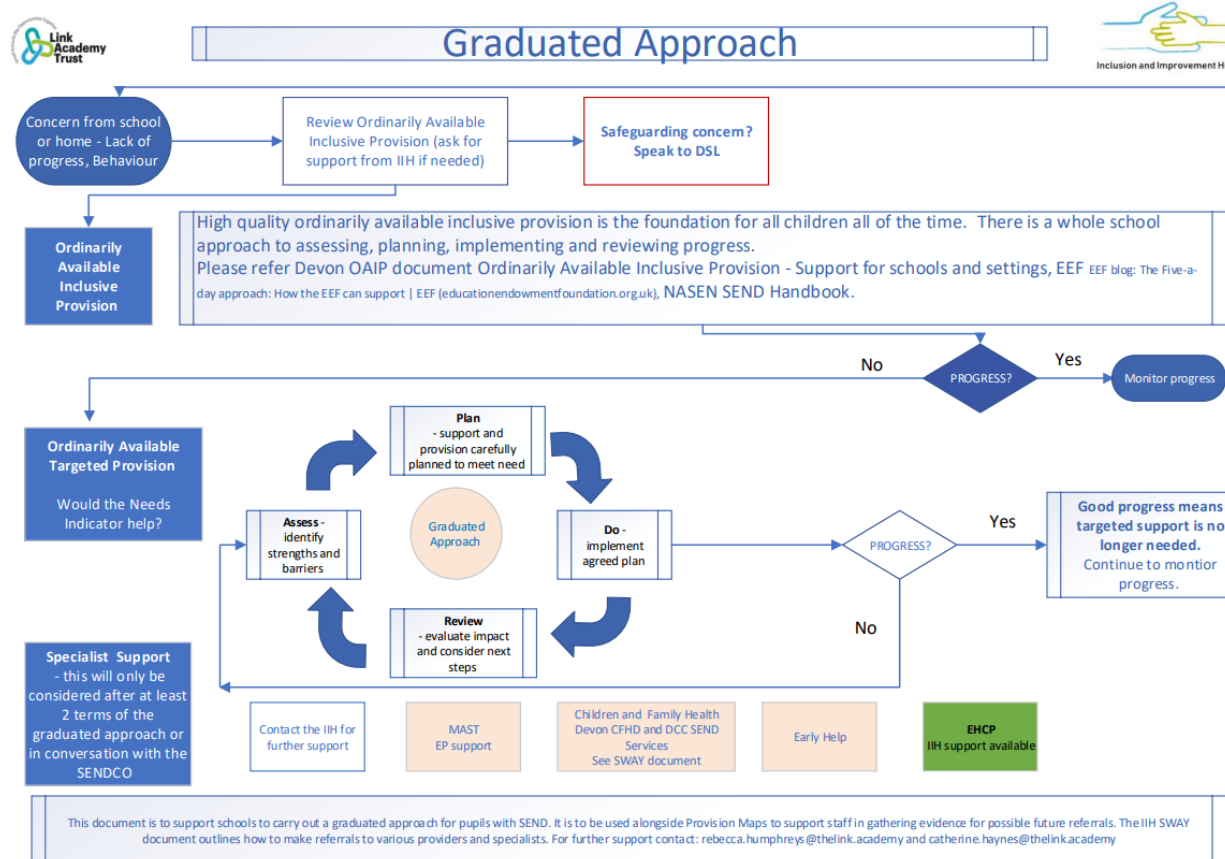 Link
Academy
Trust
Graduated Approach
Inclusion and Improvement H
Concern from school
or home - Lack of
progress, Behaviour
Review Ordinarily Available
Inclusive Provision (ask for
support from IIH if needed)
Safeguarding concern?
Speak to DSL
Ordinarily
Available
Inclusive
Provision
High quality ordinarily available inclusive provision is the foundation for all children all of the time. There is a whole school
approach to assessing, planning, implementing and reviewing progress.
Please refer Devon OAIP document Ordinarily Available Inclusive Provision - Support for schools and settings, EEF EEF blog: The Five-a-
day approach: How the EEF can support | EEF (educationendowmentfoundation.org.uk), NASEN SEND Handbook.
No
PROGRESS?
Yes
Monitor progress
Ordinarily Available
Targeted Provision
Would the Needs
Indicator help?
Plan
- support and
provision carefully
planned to meet need
Assess -
identify
strengths and
barriers
Graduated
Approach
Do -
implement
agreed plan
Review
- evaluate impact
and consider next
steps
PROGRESS?
Yes
No
Good progress means
targeted support is no
longer needed.
Continue to montior
progress.
Specialist Support
- this will only be
considered after at least
2 terms of the
graduated approach or
in conversation with the
SENDCO
Contact the IIH for
further support
MAST
EP support
Children and Family Health
Devon CFHD and DCC SEND
Services
See SWAY document
Early Help
EHCP
IIH support available
This document is to support schools to carry out a graduated approach for pupils with SEND. It is to be used alongside Provision Maps to support staff in gathering evidence for possible future referrals. The IIH SWAY
document outlines how to make referrals to various providers and specialists. For further support contact: rebecca.humphreys@thelink.academy and catherine.haynes@thelink.academy